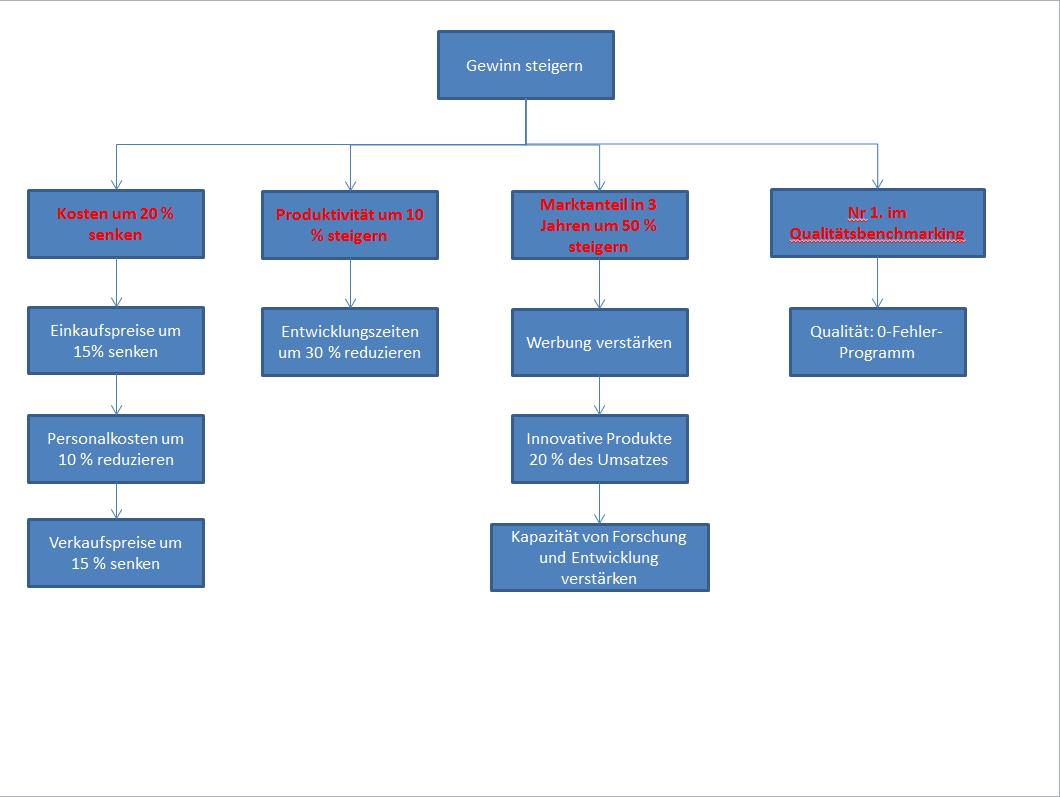 Gewinn steigern
Kosten um 20 %
senken
Produktivität um 10
% steigern
Marktanteil in 3
Jahren um 50 %
steigern
Nr 1. im
Qualitätsbenchmarking
Einkaufspreise um
15% senken
Entwicklungszeiten
um 30 % reduzieren
Werbung verstärken
Qualität: 0-Fehler-
Programm
Personalkosten um
10 % reduzieren
Innovative Produkte
20 % des Umsatzes
Verkaufspreise um
15 % senken
Kapazität von Forschung
und Entwicklung
verstärken